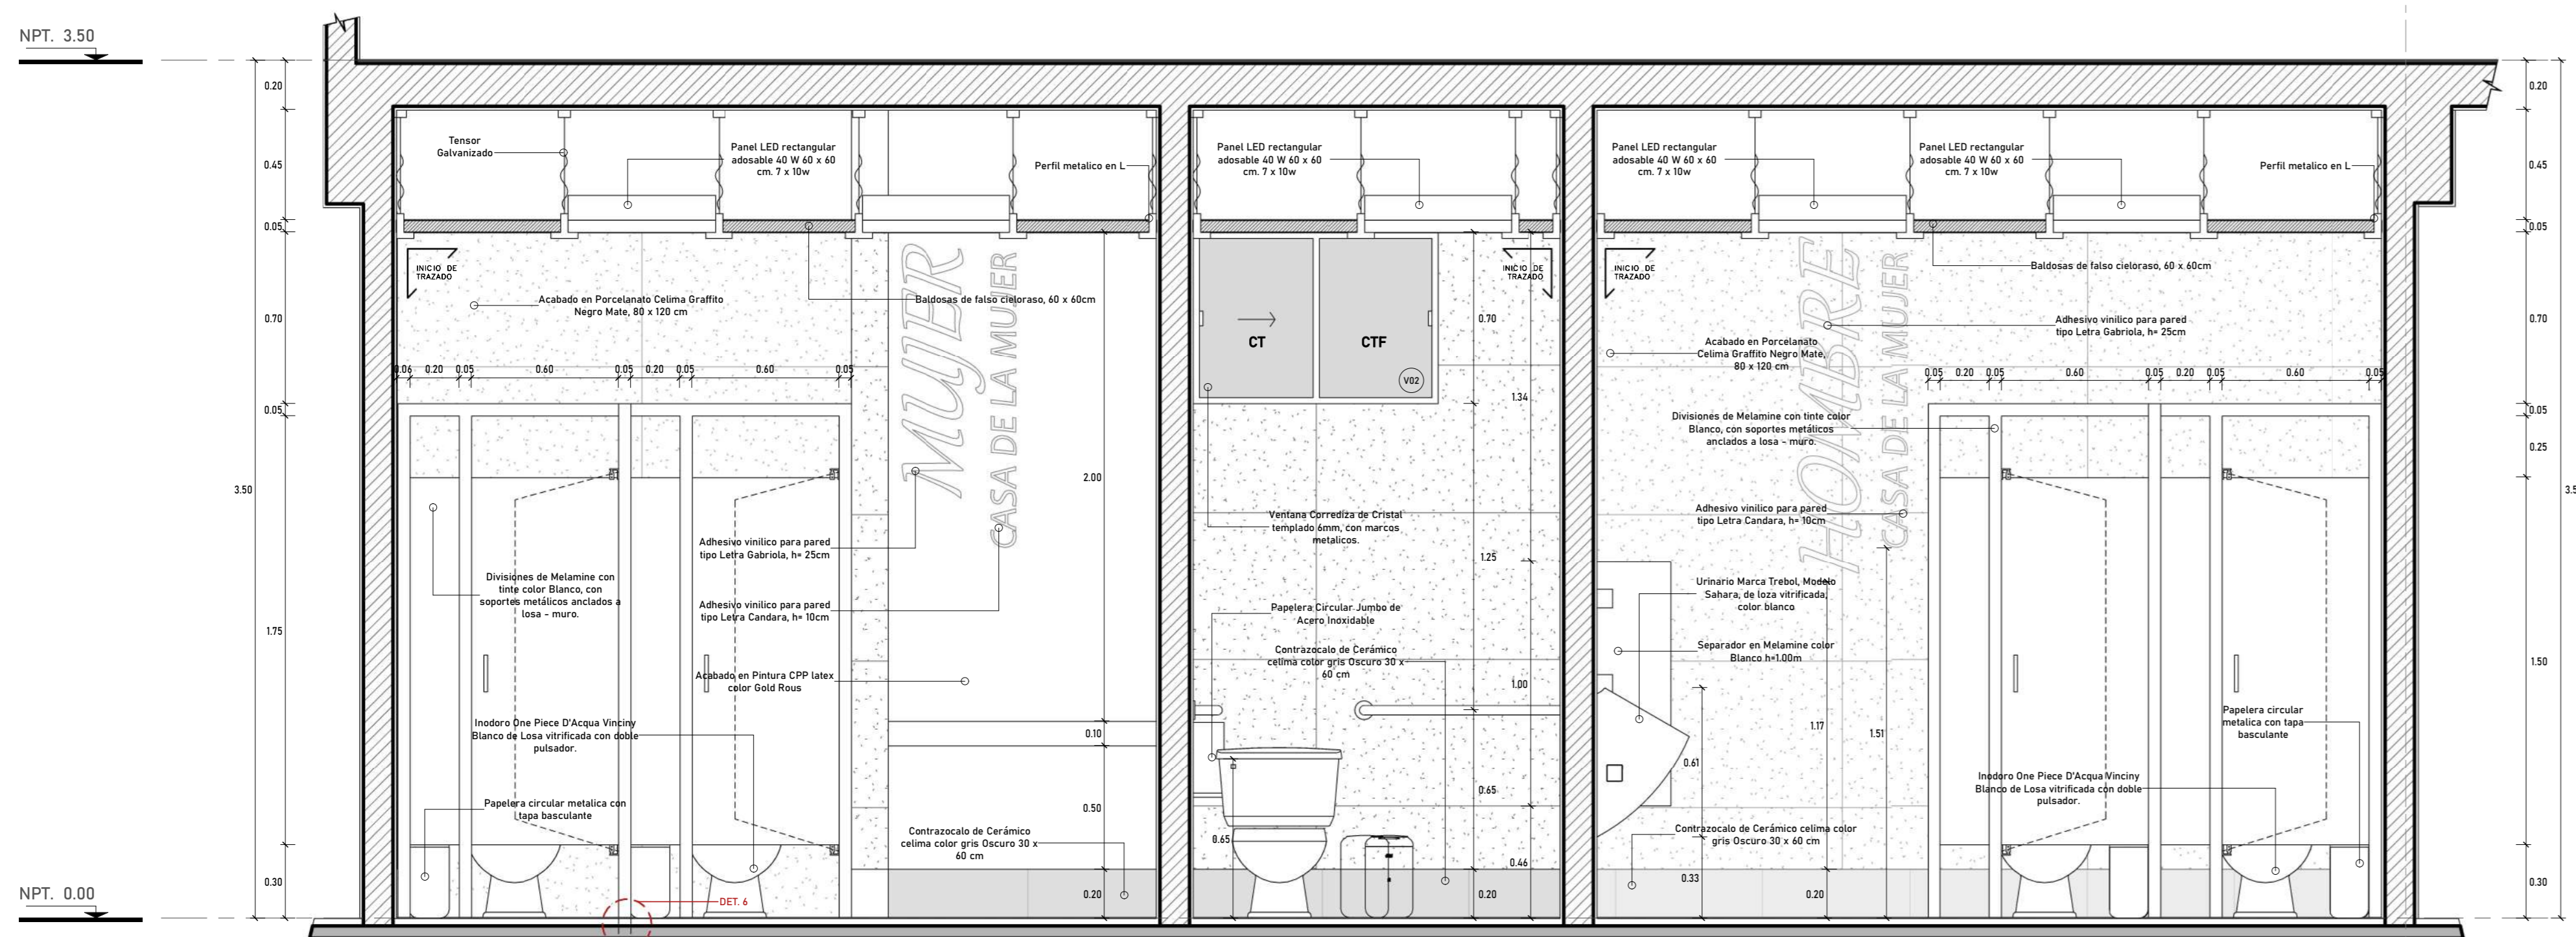 NPT. 3.50
0.20
0.45
0.05
0.70
0.05
3.50
1.75
0.30
NPT. 0.00
Tensor
Galvanizado
Panel LED rectangular
adosable 40 W 60 x 60
cm. 7 x 10w
Perfil metalico en L
INICIO DE
TRAZADO
Acabado en Porcelanato Celima Graffito
Negro Mate, 80 x 120 cm
Baldosas de falso cieloraso, 60 x 60cm
0.06
0.20
0.05
0.60
0.05
0.20
0.05
0.60
0.05
MUJER
CASA DE LA MUJER
2.00
Adhesivo vinilico para pared
tipo Letra Gabriola, h= 25cm
Divisiones de Melamine con
tinte color Blanco, con
soportes metálicos anclados a
losa - muro.
Adhesivo vinilico para pared
tipo Letra Candara, h= 10cm
Acabado en Pintura CPP latex
color Gold Rous
Inodoro One Piece D'Acqua Vinciny
Blanco de Losa vitrificada con doble
pulsador.
0.10
Papelera circular metalica con
tapa basculante
0.50
Contrazocalo de Cerámico
celima color gris Oscuro 30 x
60 cm
0.20
DET. 6
Panel LED rectangular
adosable 40 W 60 x 60
cm. 7 x 10w
INICIO DE
TRAZADO
CT
CTF
V02
0.70
1.34
Ventana Corrediza de Cristal
templado 6mm, con marcos
metalicos.
1.25
Papelera Circular Jumbo de
Acero Inoxidable
Contrazocalo de Cerámico
celima color gris Oscuro 30 x
60 cm
1.00
0.65
0.65
0.46
0.20
Panel LED rectangular
adosable 40 W 60 x 60
cm. 7 x 10w
Panel LED rectangular
adosable 40 W 60 x 60
cm. 7 x 10w
Perfil metalico en L
INICIO DE
TRAZADO
Baldosas de falso cieloraso, 60 x 60cm
HOMBRE
CASA DE LA MUJER
Adhesivo vinilico para pared
tipo Letra Gabriola, h= 25cm
Acabado en Porcelanato
Celima Graffito Negro Mate,
80 x 120 cm
0.05
0.20
0.05
0.60
0.05
0.20
0.05
0.60
0.05
Divisiones de Melamine con tinte color
Blanco, con soportes metálicos
anclados a losa - muro.
Adhesivo vinilico para pared
tipo Letra Candara, h= 10cm
Urinario Marca Trebol, Modelo
Sahara, de loza vitrificada,
color blanco
Separador en Melamine color
Blanco h=1.00m
1.17
1.51
0.61
Papelera circular
metalica con tapa
basculante
Inodoro One Piece D'Acqua Vinciny
Blanco de Losa vitrificada con doble
pulsador.
Contrazocalo de Cerámico celima color
gris Oscuro 30 x 60 cm
0.33
0.20
0.20
0.45
0.05
0.70
0.05
0.25
1.50
0.30